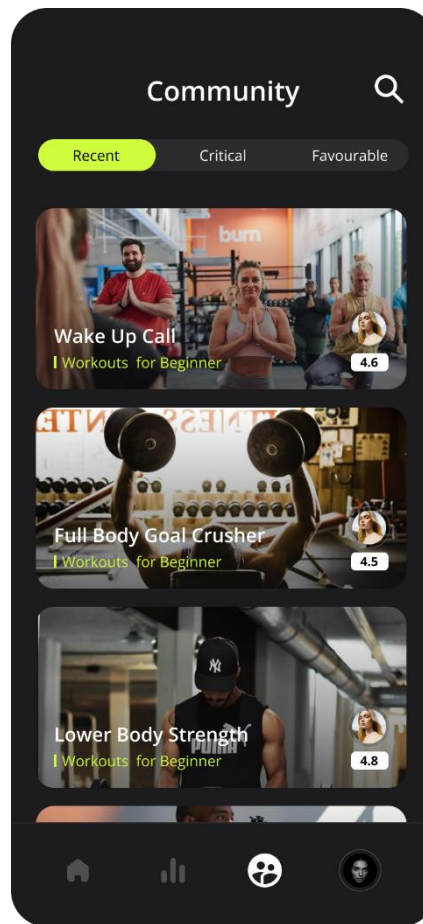 Community
Recent
Critical
Favourable
burn
Wake Up Call
Workouts for Beginner
4.6
Full Body Goal Crusher
Workouts for Beginner
4.5
PUMA
Lower Body Strength
Workouts for Beginner
4.8